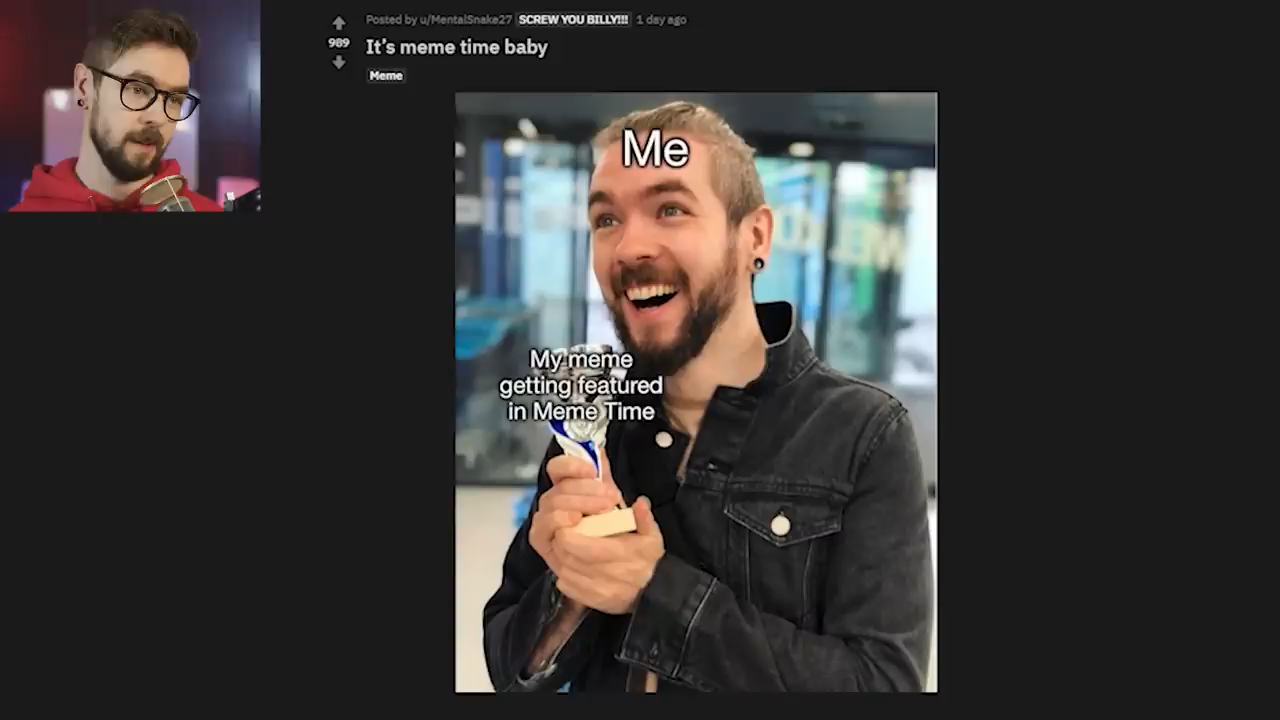 Posted by u/MentalSnake27 SCREW YOU BILLY!!! 1 day ago
989
It's meme time baby
Meme
Me
My meme
getting featured
in Meme Time